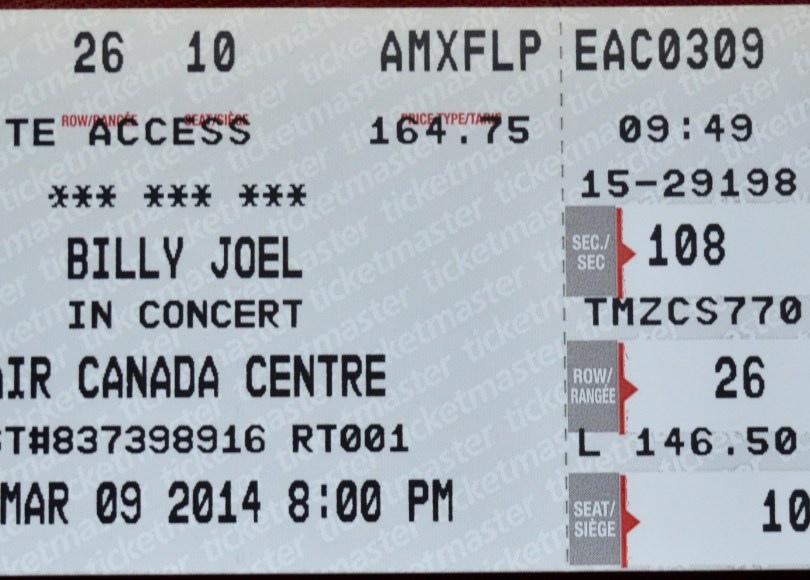 26 10 AMXFLP
ROW/RANGÉE SEAT/SIÈGE PRICE TYPE/TARIF
TE ACCESS 164.75
*** *** ***
BILLY JOEL
IN CONCERT
AIR CANADA CENTRE
ST#837398916 RT001
MAR 09 2014 8:00 PM
EAC0309
09:49
15-29198
SEC./
SEC
108
TMZCS770
ROW/
RANGÉE
26
L 146.50
SEAT/
SIÈGE
10
ticketmaster